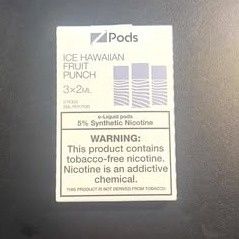 Pods
ICE HAWAIIAN
FRUIT
PUNCH
3×2ML
e-Liquid pods
5% Synthetic Nicotine
WARNING:
This product contains
tobacco-free nicotine.
Nicotine is an addictive
chemical.
THIS PRODUCT IS NOT DERIVED FROM TOBACCO